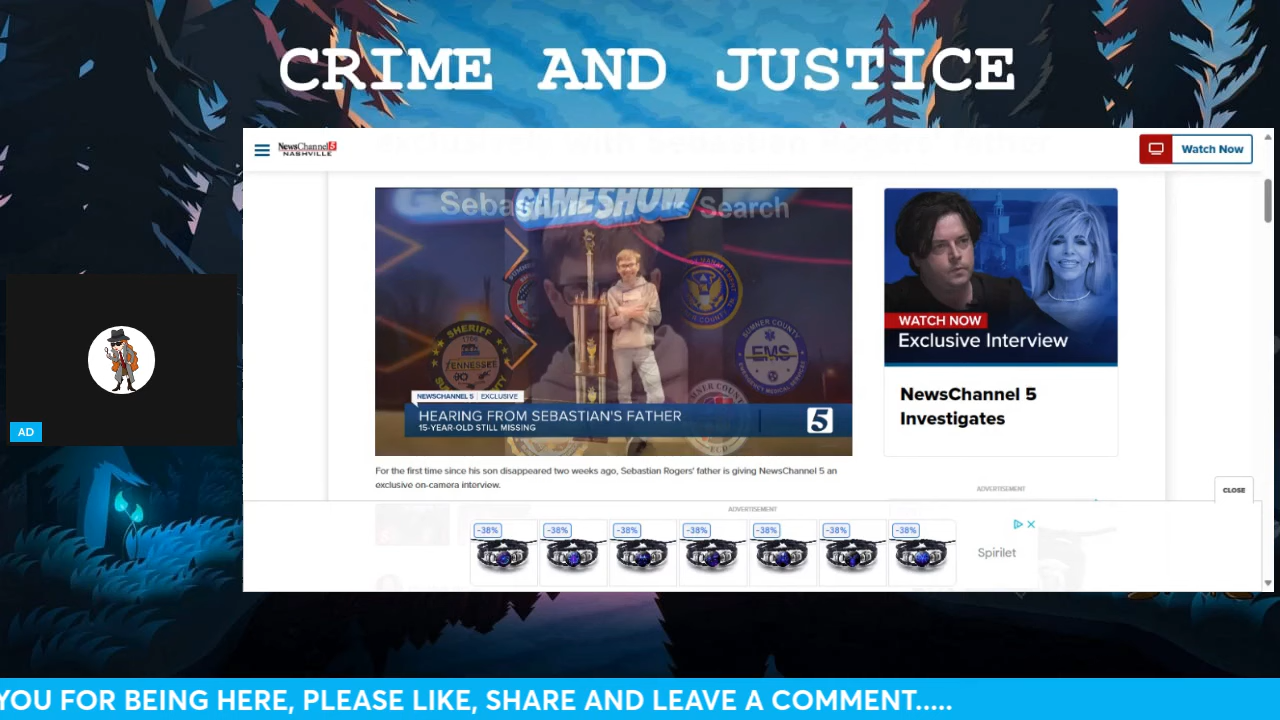 CRIME AND JUSTICE
NewsChannel 5
NASHVILLE
Watch Now
GAMESHOW
Search
SHERIFF
TENNESSEE
SUMNER COUNTY
EMS
NEWSCHANNEL 5 EXCLUSIVE
HEARING FROM SEBASTIAN'S FATHER
15-YEAR-OLD STILL MISSING
5
WATCH NOW
Exclusive Interview
NewsChannel 5
Investigates
For the first time since his son disappeared two weeks ago, Sebastian Rogers' father is giving NewsChannel 5 an
exclusive on-camera interview.
ADVERTISEMENT
CLOSE
ADVERTISEMENT
-38% -38% -38% -38% -38% -38% -38%
Spirilet
AD
YOU FOR BEING HERE, PLEASE LIKE, SHARE AND LEAVE A COMMENT.....